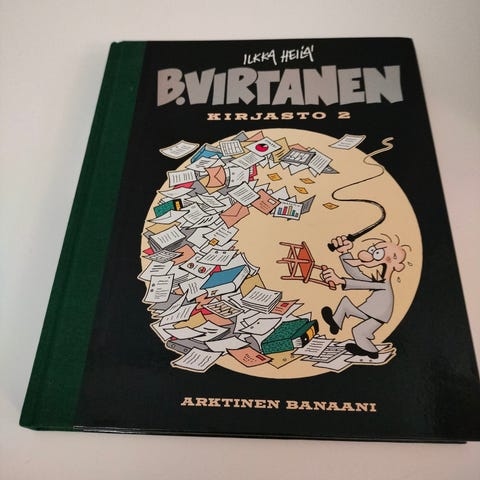 ILKKA HEILÄ
B.VIRTANEN
KIRJASTO 2
ARKTINEN BANAANI